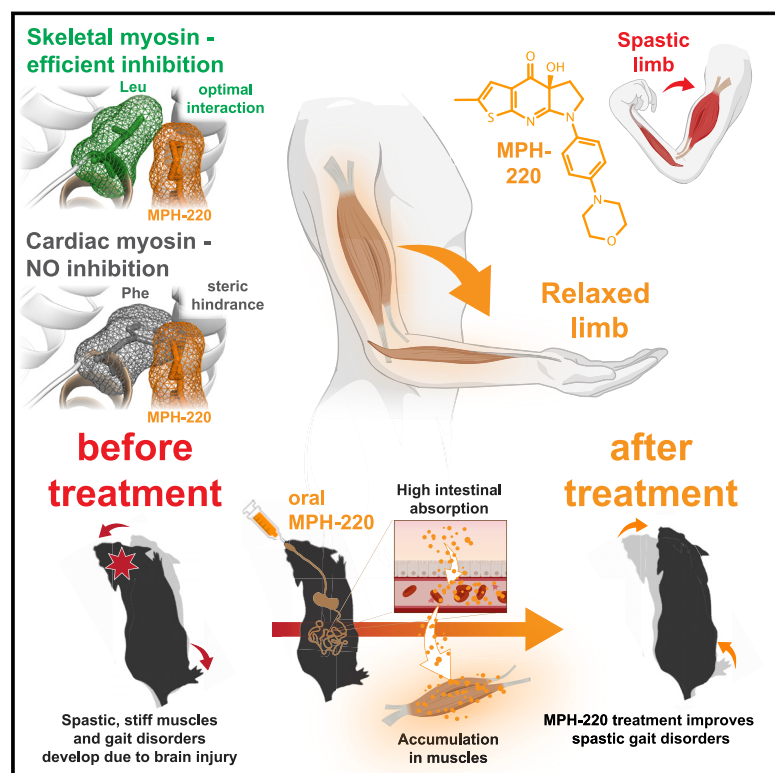 Skeletal myosin -
efficient inhibition
Leu
optimal
interaction
MPH-220
Cardiac myosin -
NO inhibition
Phe
steric
hindrance
MPH-220
O
OH
S
N
N
MPH-
220
N
O
Spastic
limb
Relaxed
limb
before
treatment
Spastic, stiff muscles
and gait disorders
develop due to brain injury
oral
MPH-220
High intestinal
absorption
Accumulation
in muscles
after
treatment
MPH-220 treatment improves
spastic gait disorders